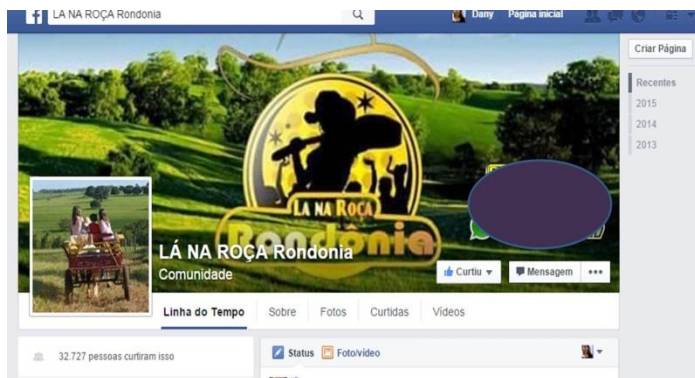 LA NA ROÇA Rondonia
Dany
Pagina inicial
Criar Página
Recentes
2015
2014
2013
LA NA ROÇA
Rondônia
LÁ NA ROÇA Rondonia
Comunidade
Curtiu
Mensagem
Linha do Tempo
Sobre
Fotos
Curtidas
Vídeos
32.727 pessoas curtiram isso
Status
Foto/vídeo